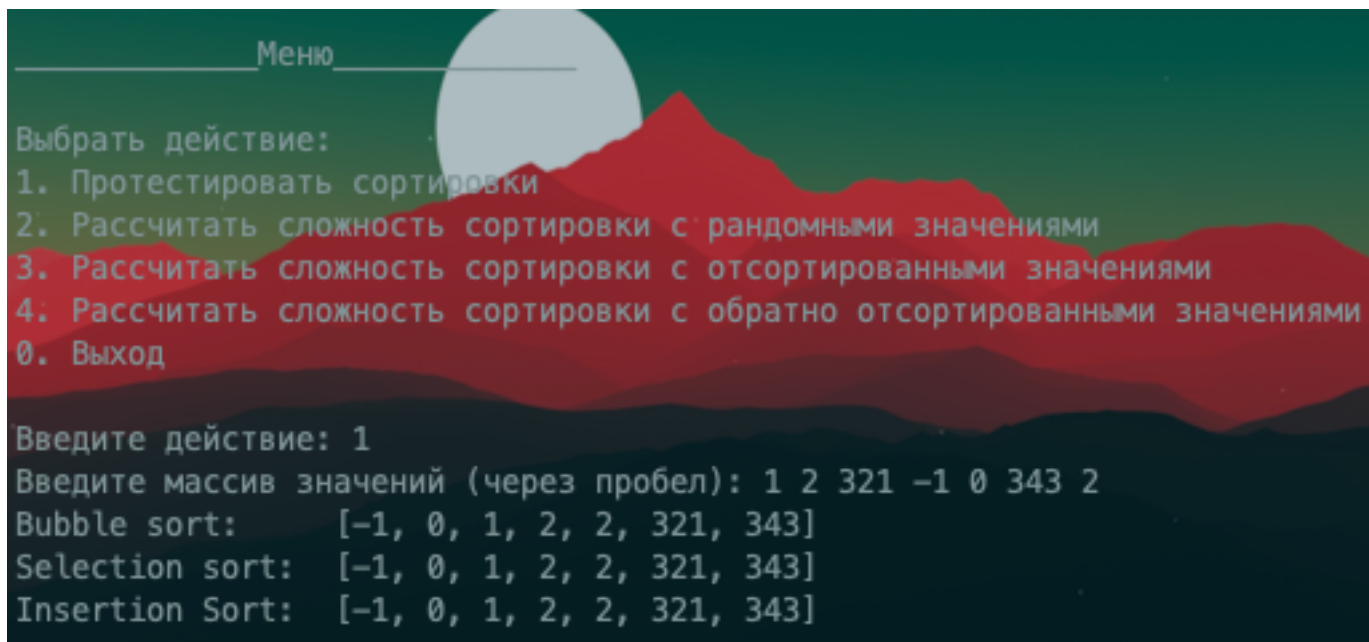 _____________Меню_____________
Выбрать действие:
1. Протестировать сортировки
2. Рассчитать сложность сортировки с рандомными значениями
3. Рассчитать сложность сортировки с отсортированными значениями
4. Рассчитать сложность сортировки с обратно отсортированными значениями
0. Выход
Введите действие: 1
Введите массив значений (через пробел): 1 2 321 -1 0 343 2
Bubble sort:     [-1, 0, 1, 2, 2, 321, 343]
Selection sort:  [-1, 0, 1, 2, 2, 321, 343]
Insertion Sort:  [-1, 0, 1, 2, 2, 321, 343]